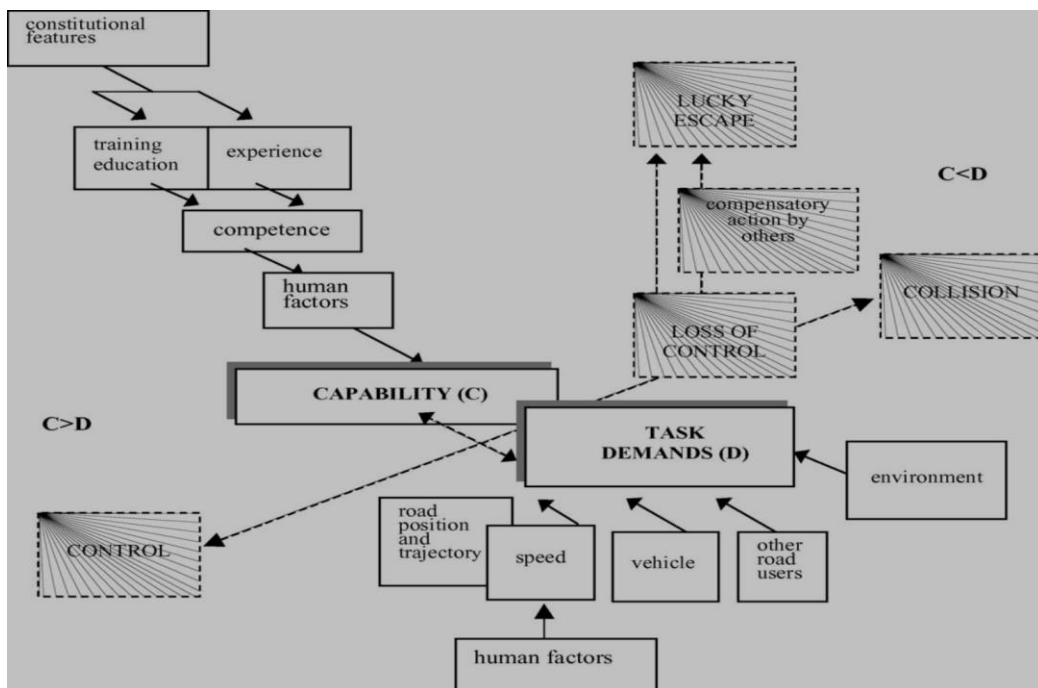 constitutional
features
training
education
experience
competence
human
factors
CAPABILITY (C)
C>D
CONTROL
LUCKY
ESCAPE
C<D
compensatory
action by
others
COLLISION
LOSS OF
CONTROL
TASK
DEMANDS (D)
environment
road
position
and
trajectory
speed
vehicle
other
road
users
human factors